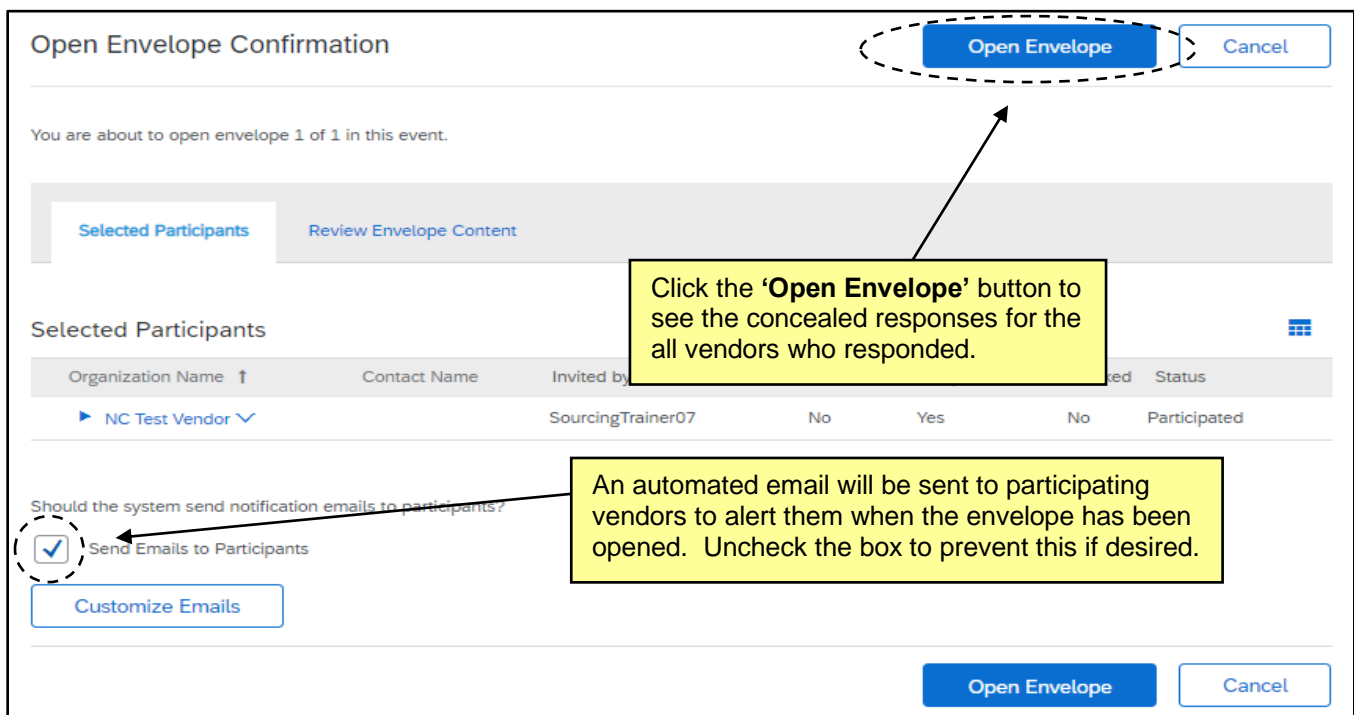 Open Envelope Confirmation
Open Envelope
Cancel
You are about to open envelope 1 of 1 in this event.
Selected Participants
Review Envelope Content
Click the ‘Open Envelope’ button to
see the concealed responses for the
all vendors who responded.
Selected Participants
Organization Name ↑ Contact Name Invited by Status
NC Test Vendor SourcingTrainer07 No Yes No Participated
An automated email will be sent to participating
vendors to alert them when the envelope has been
opened. Uncheck the box to prevent this if desired.
Should the system send notification emails to participants?
Send Emails to Participants
Customize Emails
Open Envelope
Cancel